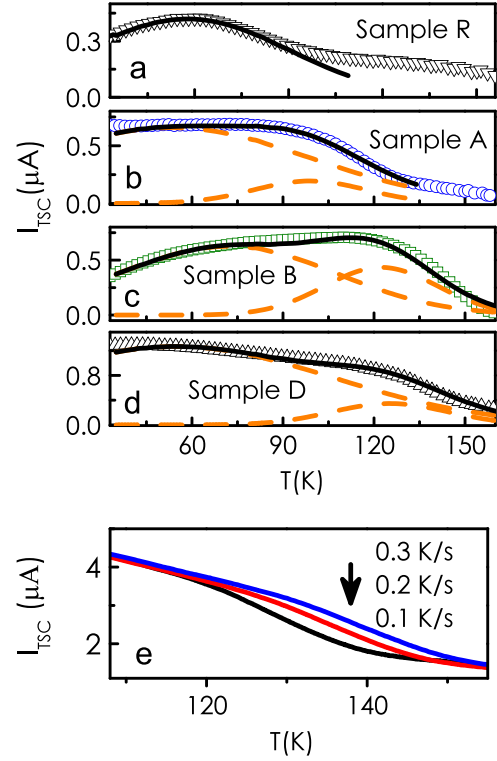 0.3
0.0
Sample R
a
0.5
0.0
Sample A
b
I_TSC (μA)
0.5
0.0
Sample B
c
0.8
0.0
Sample D
d
60 90 120 150
T(K)
4
2
I_TSC (μA)
0.3 K/s
0.2 K/s
0.1 K/s
e
120 140
T(K)